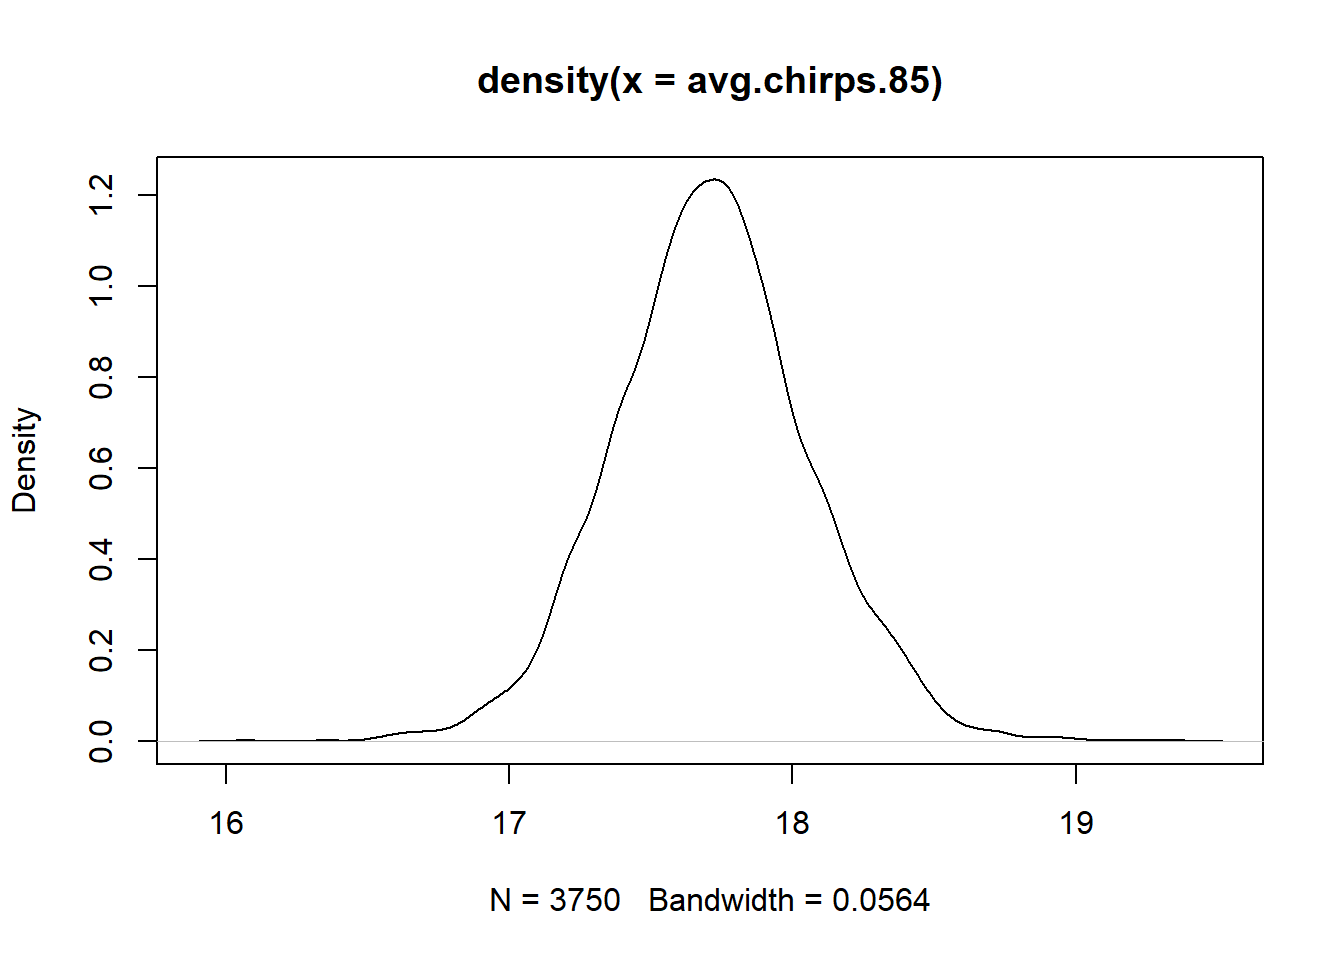 density(x = avg.chirps.85)
Density
1.2
1.0
0.8
0.6
0.4
0.2
0.0
16 17 18 19
N = 3750 Bandwidth = 0.0564